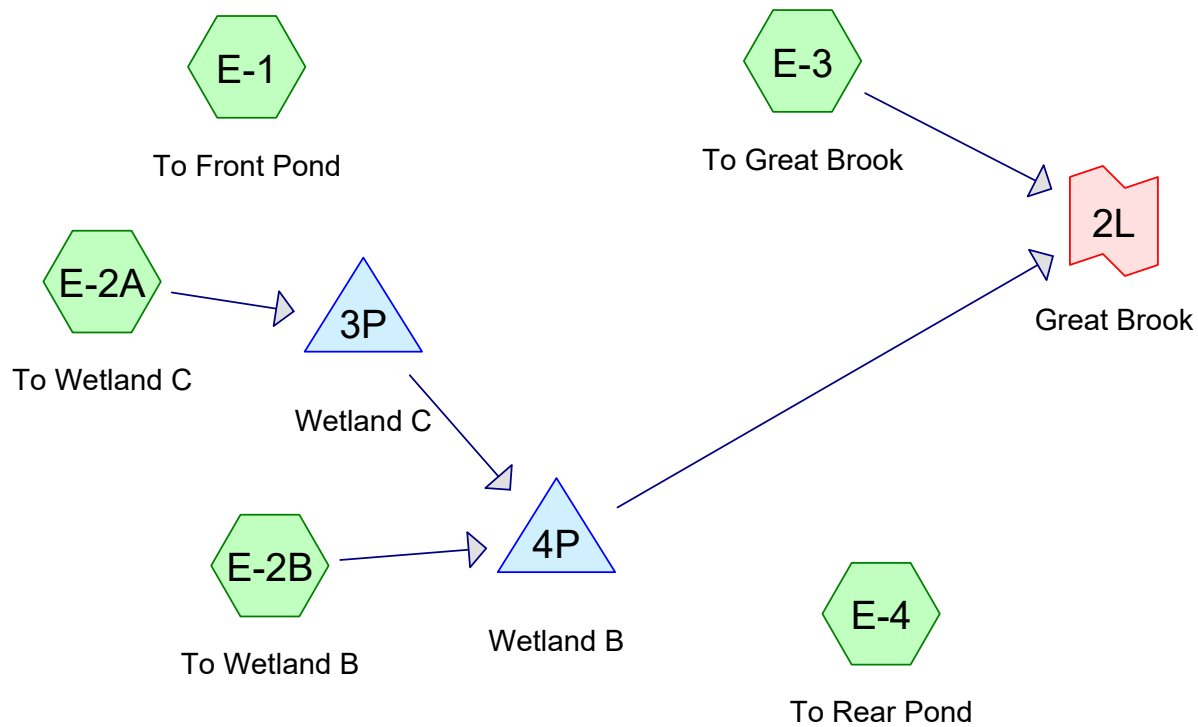 E-1
To Front Pond
E-3
To Great Brook
2L
Great Brook
E-2A
To Wetland C
3P
Wetland C
E-2B
To Wetland B
4P
Wetland B
E-4
To Rear Pond